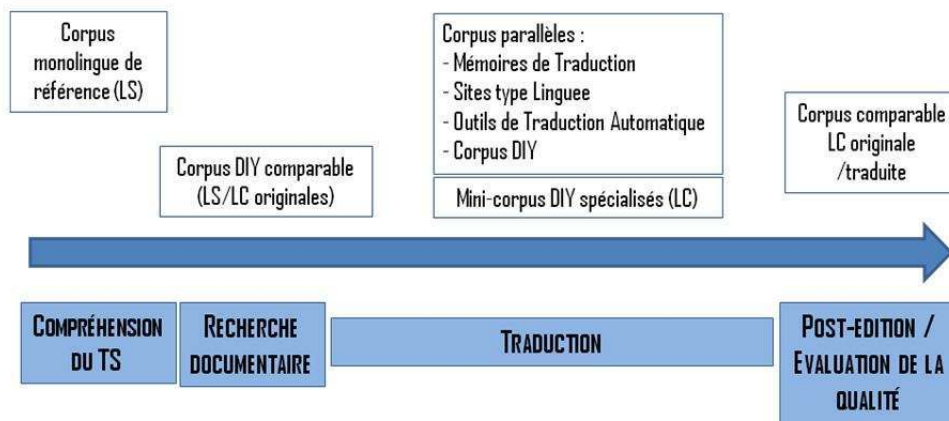 Corpus
monolingue de
référence (LS)
Corpus DIY comparable
(LS/LC originales)
Corpus parallèles :
- Mémoires de Traduction
- Sites type Linguee
- Outils de Traduction Automatique
- Corpus DIY
Mini-corpus DIY spécialisés (LC)
Corpus comparable
LC originale
/traduite
COMPRÉHENSION
DU TS
RECHERCHE
DOCUMENTAIRE
TRADUCTION
POST-EDITION /
EVALUATION DE LA
QUALITÉ